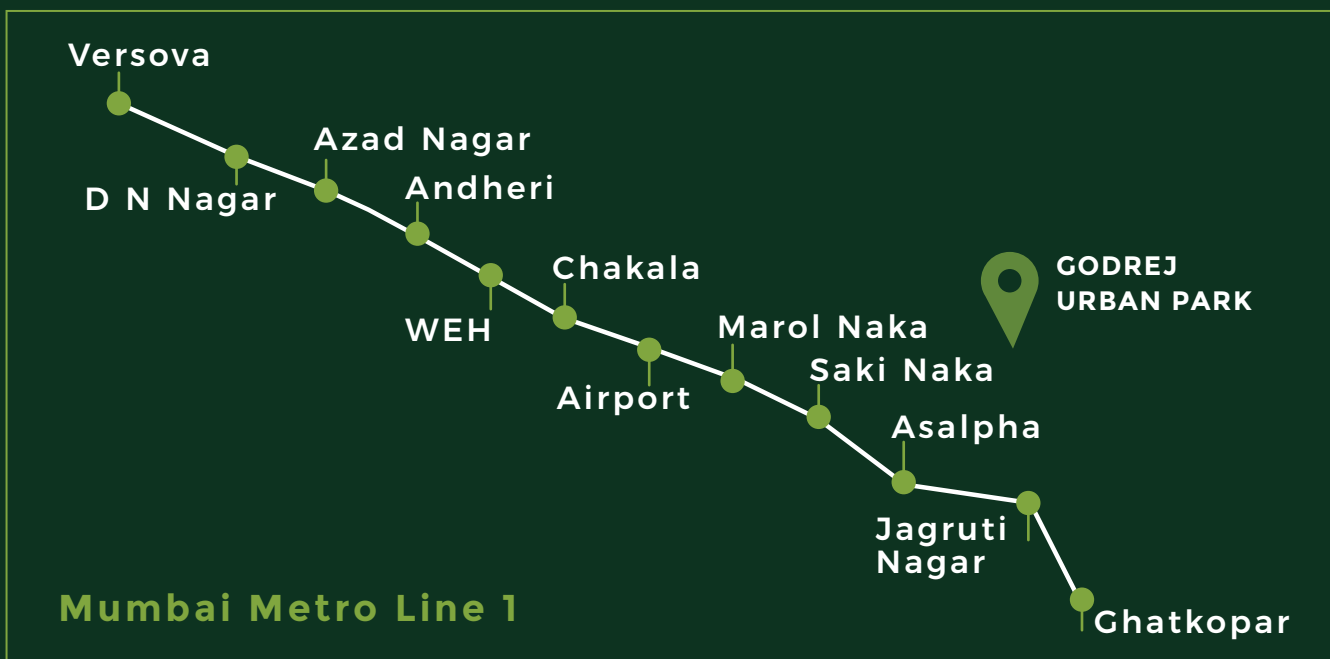 Versova
Azad Nagar
D N Nagar
Andheri
Chakala
GODREJ
URBAN PARK
WEH
Marol Naka
Saki Naka
Airport
Asalpha
Jagruti
Nagar
Mumbai Metro Line 1
Ghatkopar